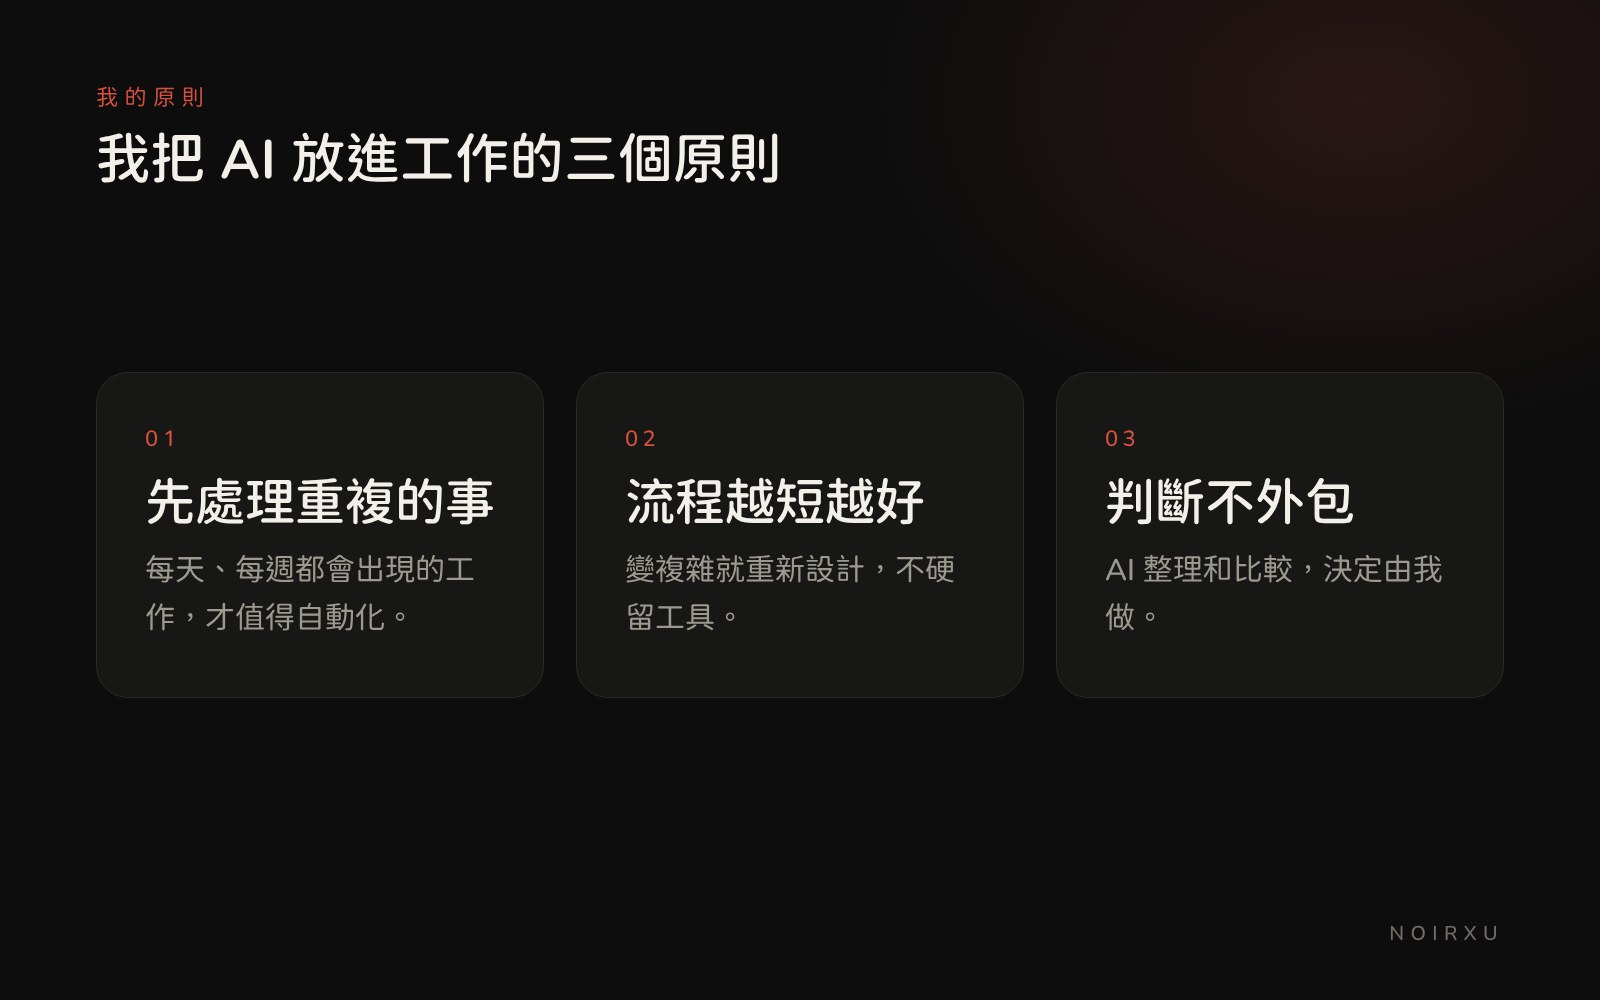 我的原則
我把 AI 放進工作的三個原則
01
先處理重複的事
每天、每週都會出現的工
作，才值得自動化。
02
流程越短越好
變複雜就重新設計，不硬
留工具。
03
判斷不外包
AI 整理和比較，決定由我
做。
NOIRXU